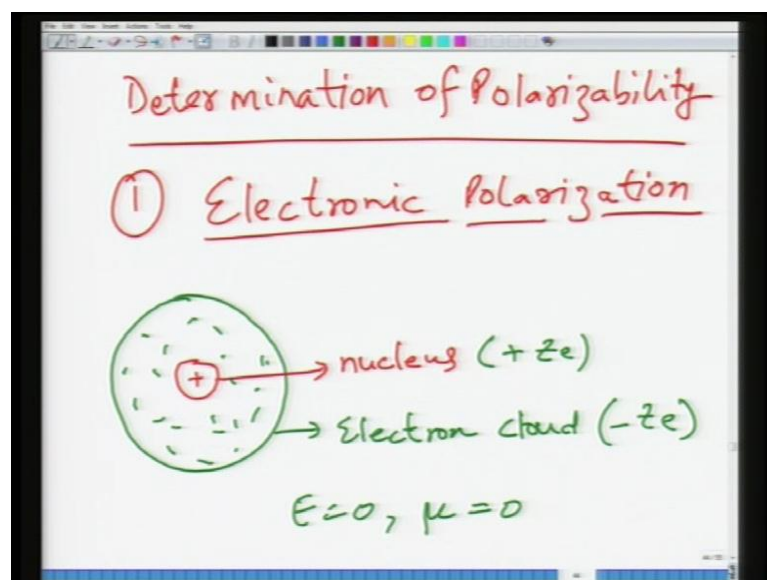 Determination of Polarizability
1 Electronic Polarization
+ nucleus (+Ze)
Electron cloud (-Ze)
E=0, μ=0